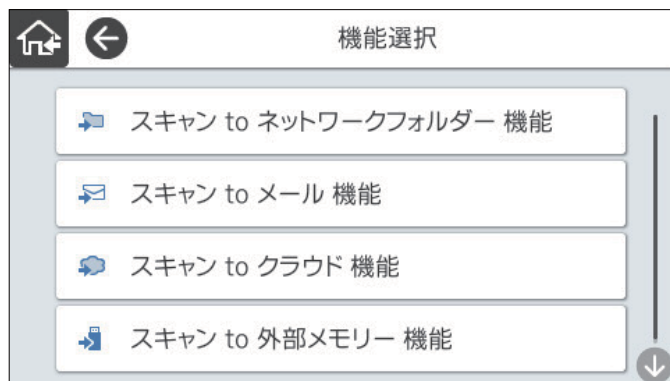 機能選択
スキャン to ネットワークフォルダー 機能
スキャン to メール 機能
スキャン to クラウド 機能
スキャン to 外部メモリー 機能